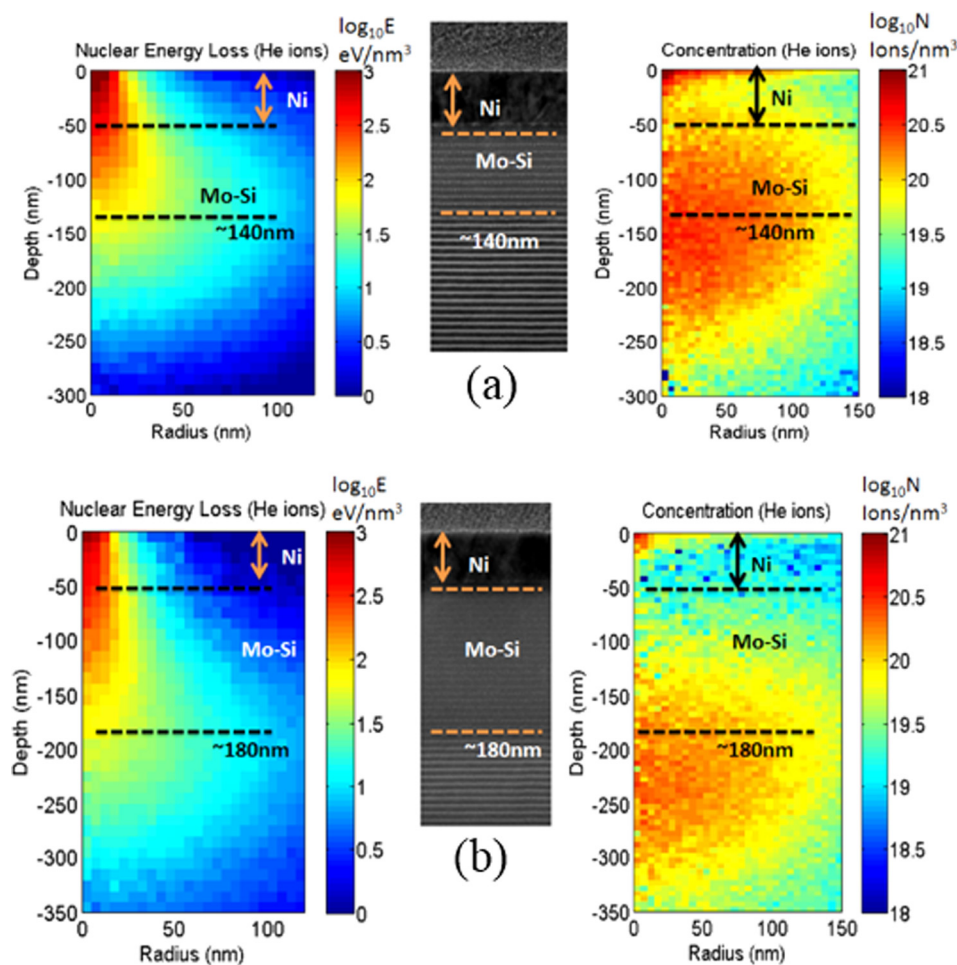 log10E
eV/nm³
Nuclear Energy Loss (He ions)
0
-50
-100
-150
-200
-250
-300
Depth (nm)
Ni
Mo-Si
~140nm
0
50
100
Radius (nm)
3
2.5
2
1.5
1
0.5
0
Ni
Mo-Si
~140nm
(a)
log10N
Ions/nm³
Concentration (He ions)
0
-50
-100
-150
-200
-250
-300
Depth (nm)
Ni
Mo-Si
~140nm
0
50
100
150
Radius (nm)
21
20.5
20
19.5
19
18.5
18
log10E
eV/nm³
Nuclear Energy Loss (He ions)
0
-50
-100
-150
-200
-250
-300
-350
Depth (nm)
Ni
Mo-Si
~180nm
0
50
100
Radius (nm)
3
2.5
2
1.5
1
0.5
0
Ni
Mo-Si
~180nm
(b)
log10N
Ions/nm³
Concentration (He ions)
0
-50
-100
-150
-200
-250
-300
-350
Depth (nm)
Ni
Mo-Si
~180nm
0
50
100
150
Radius (nm)
21
20.5
20
19.5
19
18.5
18